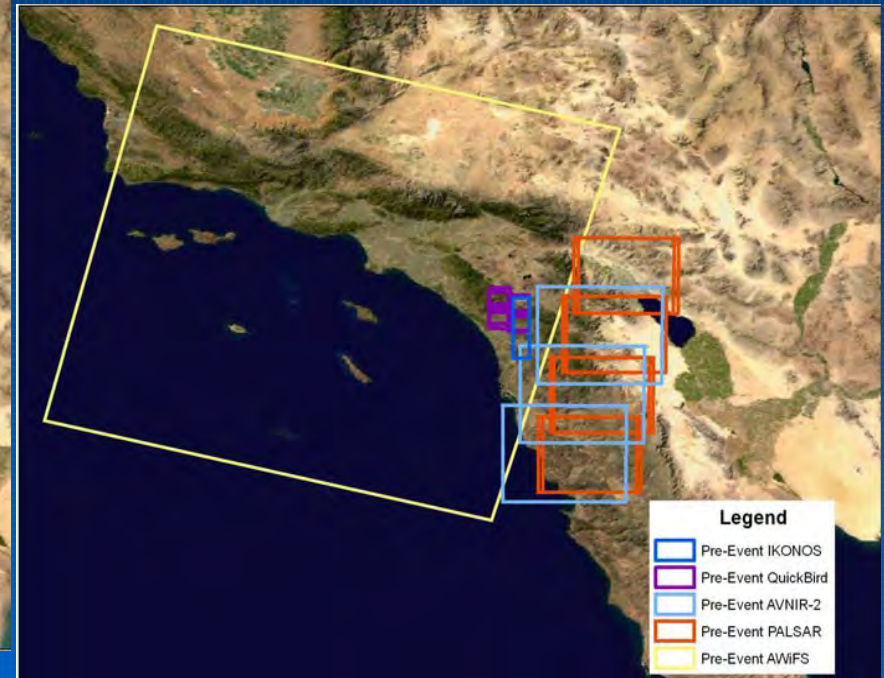 Legend
Pre-Event IKONOS
Pre-Event QuickBird
Pre-Event AVNIR-2
Pre-Event PALSAR
Pre-Event AWiFS